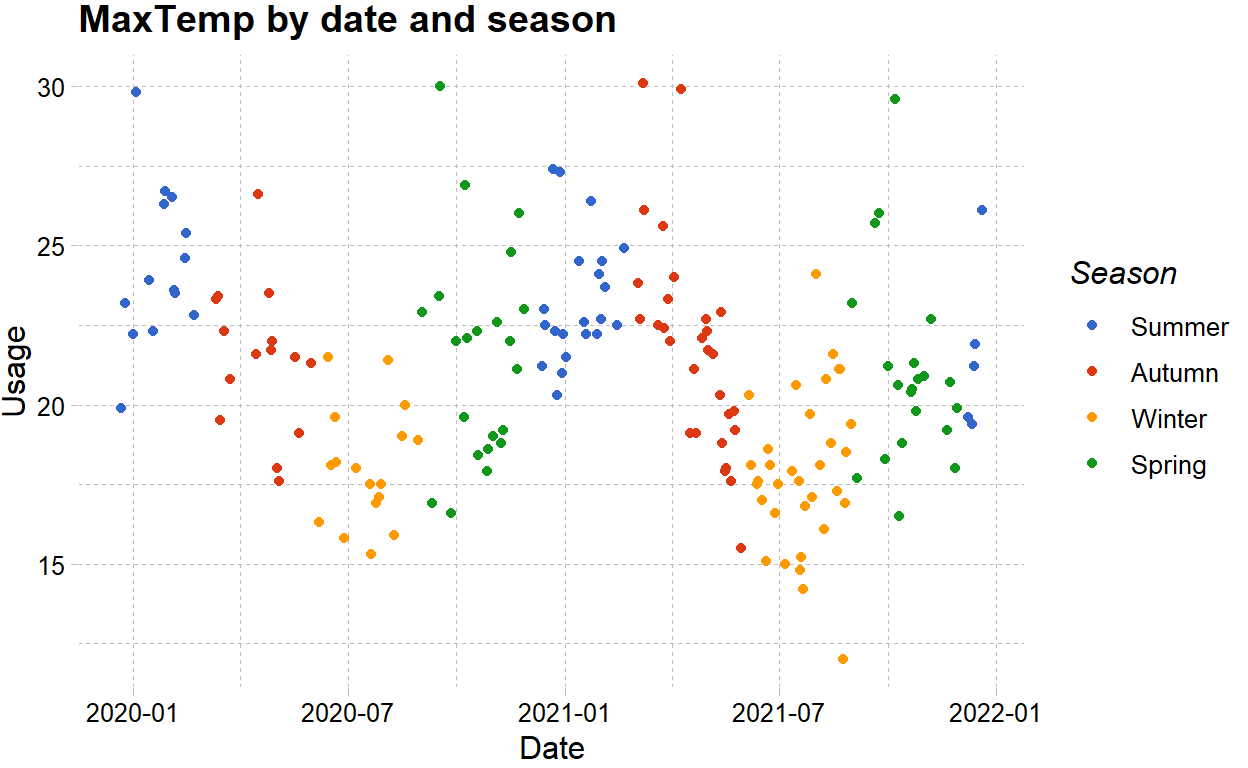 MaxTemp by date and season
30
25
20
15
Usage
2020-01
2020-07
2021-01
2021-07
2022-01
Date
Season
Summer
Autumn
Winter
Spring